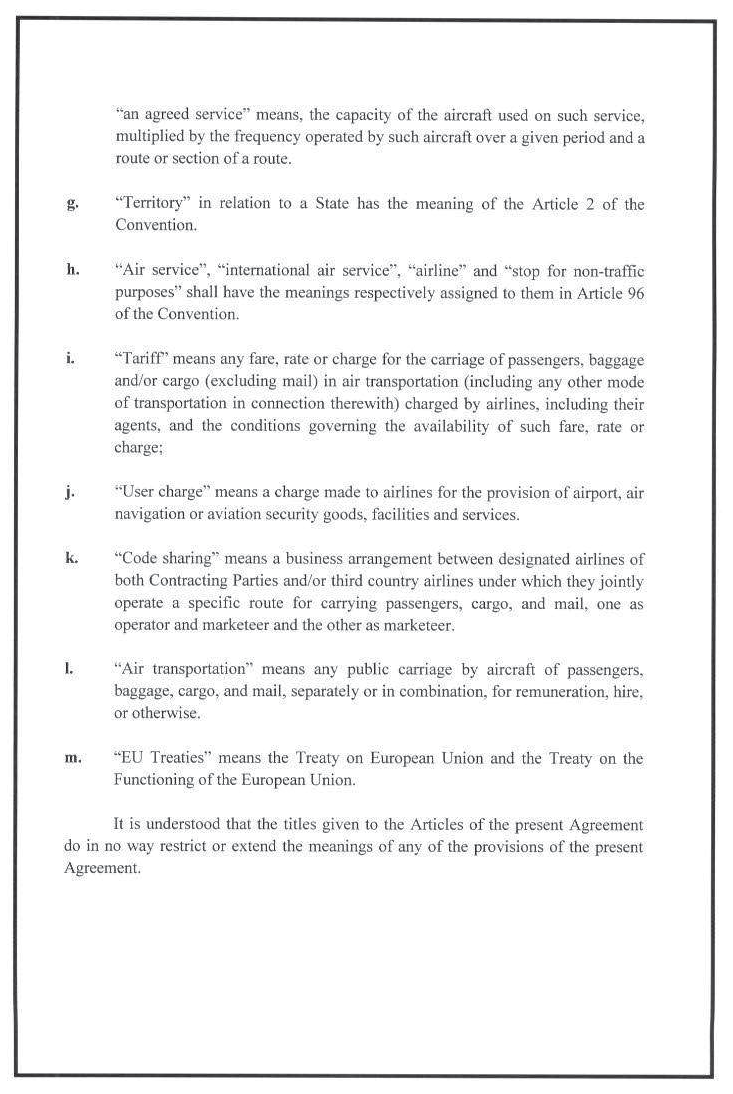 “an agreed service” means, the capacity of the aircraft used on such service,
multiplied by the frequency operated by such aircraft over a given period and a
route or section of a route.
g. “Territory” in relation to a State has the meaning of the Article 2 of the
Convention.
h. “Air service”, “international air service”, “airline” and “stop for non-traffic
purposes” shall have the meanings respectively assigned to them in Article 96
of the Convention.
i. “Tariff” means any fare, rate or charge for the carriage of passengers, baggage
and/or cargo (excluding mail) in air transportation (including any other mode
of transportation in connection therewith) charged by airlines, including their
agents, and the conditions governing the availability of such fare, rate or
charge;
j. “User charge” means a charge made to airlines for the provision of airport, air
navigation or aviation security goods, facilities and services.
k. “Code sharing” means a business arrangement between designated airlines of
both Contracting Parties and/or third country airlines under which they jointly
operate a specific route for carrying passengers, cargo, and mail, one as
operator and marketeer and the other as marketeer.
l. “Air transportation” means any public carriage by aircraft of passengers,
baggage, cargo, and mail, separately or in combination, for remuneration, hire,
or otherwise.
m. “EU Treaties” means the Treaty on European Union and the Treaty on the
Functioning of the European Union.
It is understood that the titles given to the Articles of the present Agreement
do in no way restrict or extend the meanings of any of the provisions of the present
Agreement.